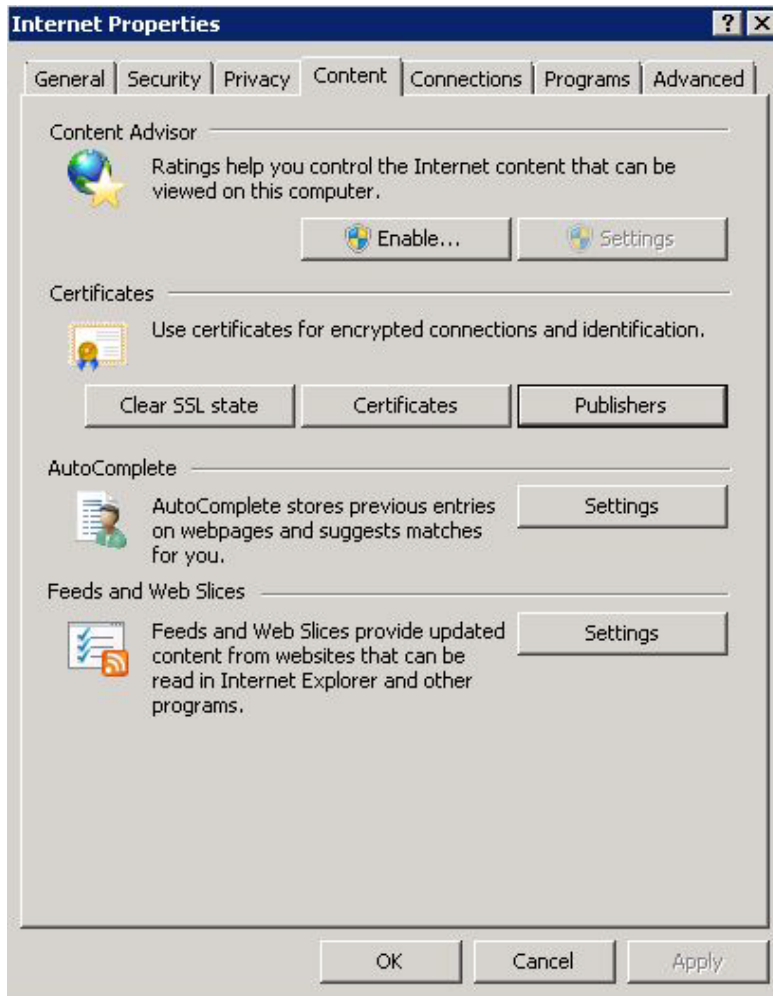 Internet Properties
General Security Privacy Content Connections Programs Advanced
Content Advisor
Ratings help you control the Internet content that can be
viewed on this computer.
Enable... Settings
Certificates
Use certificates for encrypted connections and identification.
Clear SSL state Certificates Publishers
AutoComplete
AutoComplete stores previous entries
on webpages and suggests matches
for you.
Settings
Feeds and Web Slices
Feeds and Web Slices provide updated
content from websites that can be
read in Internet Explorer and other
programs.
Settings
OK Cancel Apply